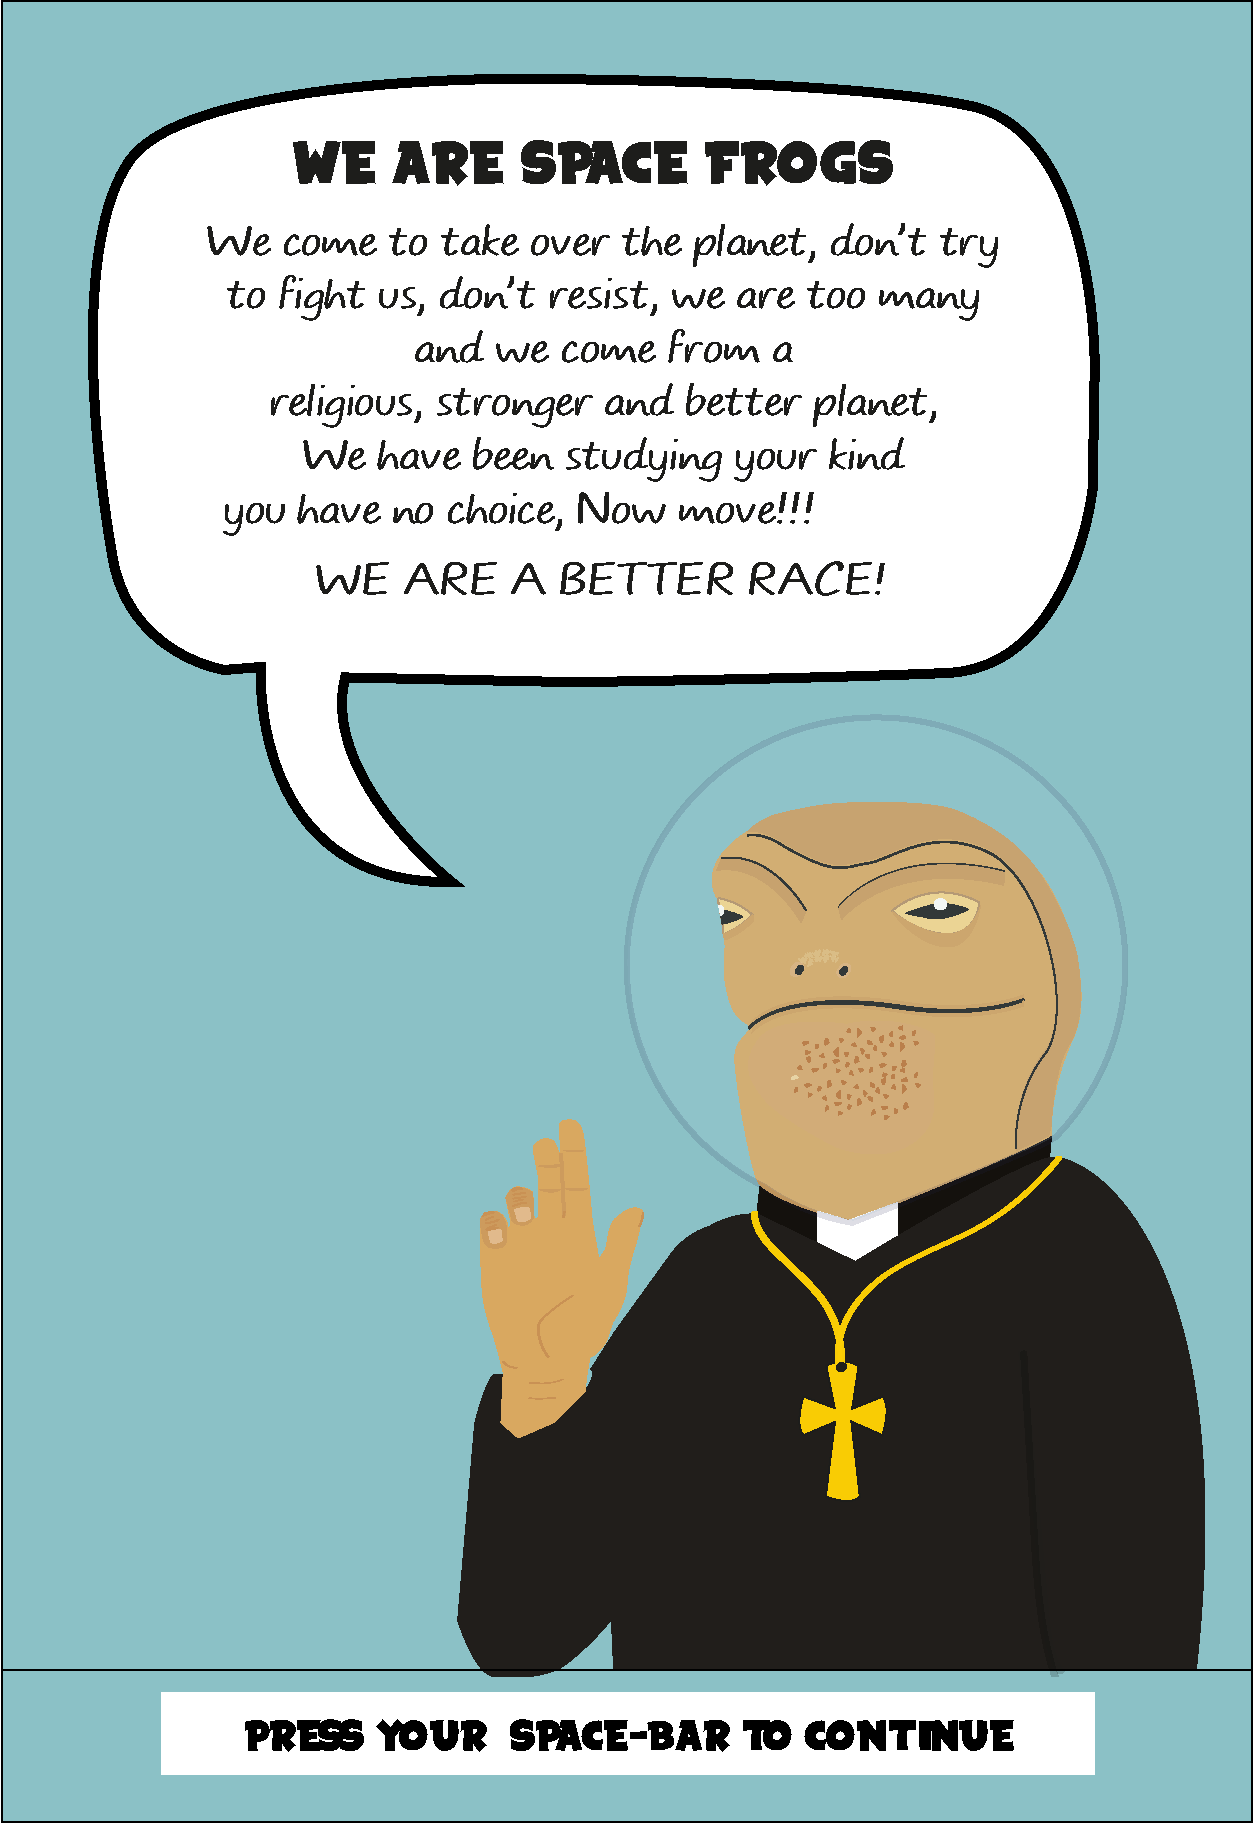 WE ARE SPACE FROGS
We come to take over the planet, don't try
to fight us, don't resist, we are too many
and we come from a
religious, stronger and better planet,
We have been studying your kind
you have no choice, Now move!!!
WE ARE A BETTER RACE!
PRESS YOUR SPACE-BAR TO CONTINUE